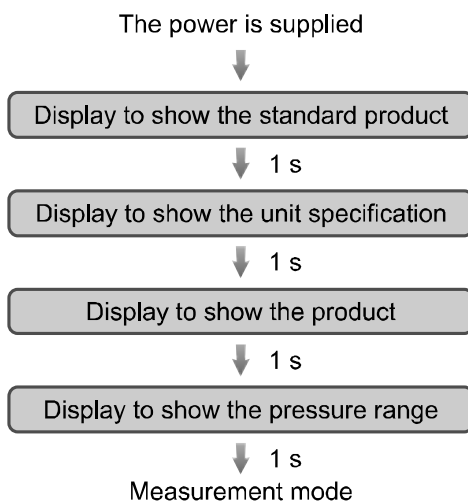 The power is supplied
Display to show the standard product
1 s
Display to show the unit specification
1 s
Display to show the product
1 s
Display to show the pressure range
1 s
Measurement mode